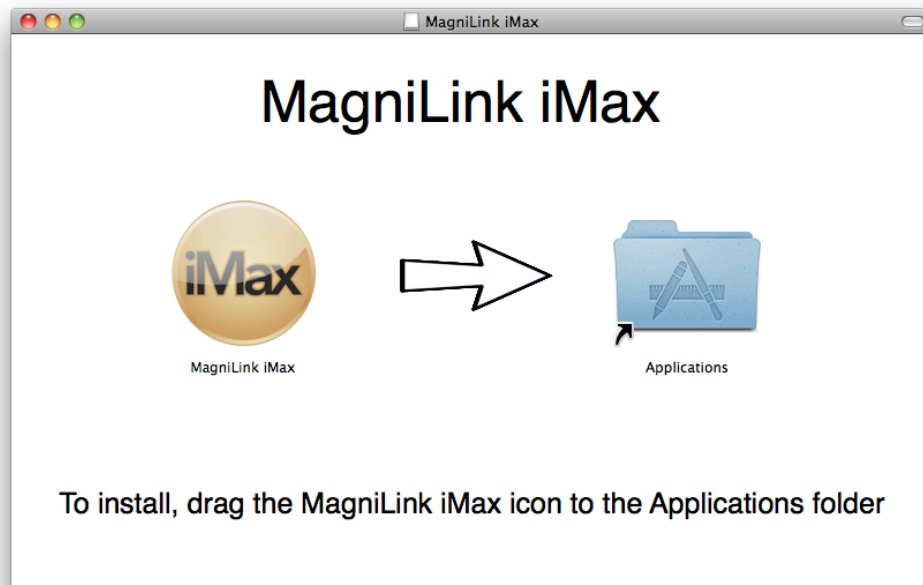 MagniLink iMax
MagniLink iMax
iMax
MagniLink iMax
Applications
To install, drag the MagniLink iMax icon to the Applications folder